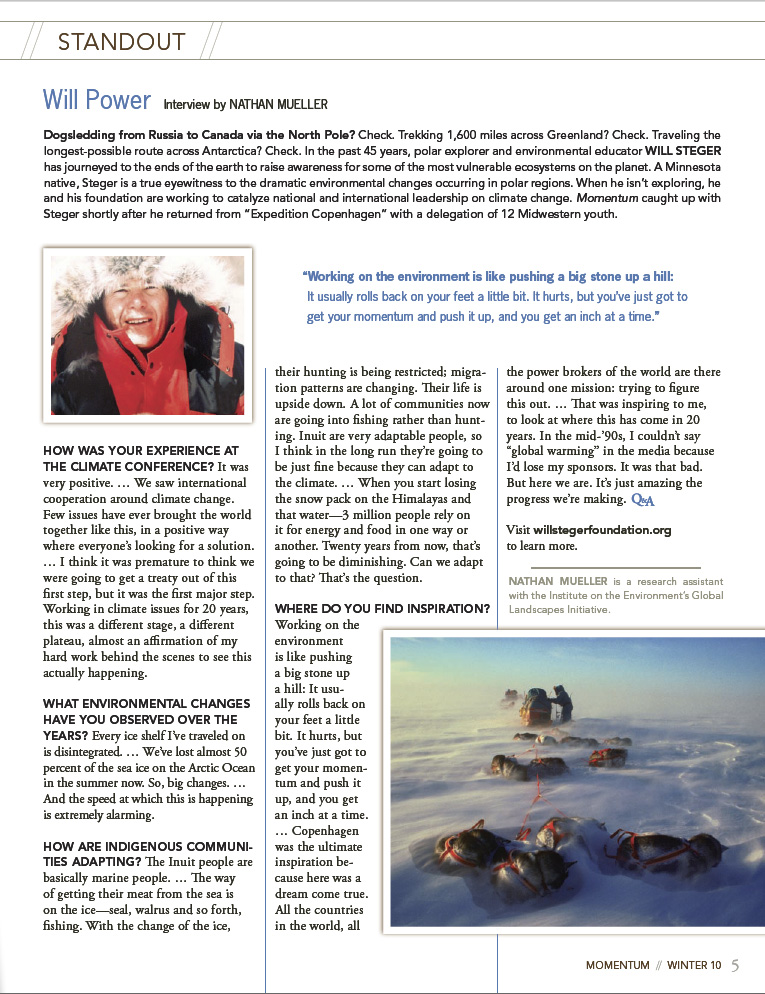 STANDOUT
Will Power Interview by NATHAN MUELLER
Dogsledding from Russia to Canada via the North Pole? Check. Trekking 1,600 miles across Greenland? Check. Traveling the
longest-possible route across Antarctica? Check. In the past 45 years, polar explorer and environmental educator WILL STEGER
has journeyed to the ends of the earth to raise awareness for some of the most vulnerable ecosystems on the planet. A Minnesota
native, Steger is a true eyewitness to the dramatic environmental changes occurring in polar regions. When he isn't exploring, he
and his foundation are working to catalyze national and international leadership on climate change. Momentum caught up with
Steger shortly after he returned from "Expedition Copenhagen" with a delegation of 12 Midwestern youth.
"Working on the environment is like pushing a big stone up a hill:
It usually rolls back on your feet a little bit. It hurts, but you've just got to
get your momentum and push it up, and you get an inch at a time."
HOW WAS YOUR EXPERIENCE AT
THE CLIMATE CONFERENCE? It was
very positive. … We saw international
cooperation around climate change.
Few issues have ever brought the world
together like this, in a positive way
where everyone's looking for a solution.
… I think it was premature to think we
were going to get a treaty out of this
first step, but it was the first major step.
Working in climate issues for 20 years,
this was a different stage, a different
plateau, almost an affirmation of my
hard work behind the scenes to see this
actually happening.
WHAT ENVIRONMENTAL CHANGES
HAVE YOU OBSERVED OVER THE
YEARS? Every ice shelf I've traveled on
is disintegrated. … We've lost almost 50
percent of the sea ice on the Arctic Ocean
in the summer now. So, big changes. …
And the speed at which this is happening
is extremely alarming.
HOW ARE INDIGENOUS COMMUNI-
TIES ADAPTING? The Inuit people are
basically marine people. … The way
of getting their meat from the sea is
on the ice—seal, walrus and so forth,
fishing. With the change of the ice,
their hunting is being restricted; migra-
tion patterns are changing. Their life is
upside down. A lot of communities now
are going into fishing rather than hunt-
ing. Inuit are very adaptable people, so
I think in the long run they're going to
be just fine because they can adapt to
the climate. … When you start losing
the snow pack on the Himalayas and
that water—3 million people rely on
it for energy and food in one way or
another. Twenty years from now, that's
going to be diminishing. Can we adapt
to that? That's the question.
WHERE DO YOU FIND INSPIRATION?
Working on the
environment
is like pushing
a big stone up
a hill: It usu-
ally rolls back on
your feet a little
bit. It hurts, but
you've just got to
get your momen-
tum and push it
up, and you get
an inch at a time.
… Copenhagen
was the ultimate
inspiration be-
cause here was a
dream come true.
All the countries
in the world, all
the power brokers of the world are there
around one mission: trying to figure
this out. … That was inspiring to me,
to look at where this has come in 20
years. In the mid-'90s, I couldn't say
"global warming" in the media because
I'd lose my sponsors. It was that bad.
But here we are. It's just amazing the
progress we're making. Q&A
Visit willstegerfoundation.org
to learn more.
NATHAN MUELLER is a research assistant
with the Institute on the Environment's Global
Landscapes Initiative.
MOMENTUM // WINTER 10 5